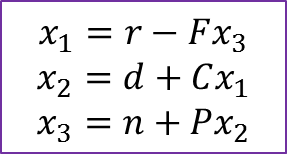 x₁ = r − Fx₃
x₂ = d + Cx₁
x₃ = n + Px₂